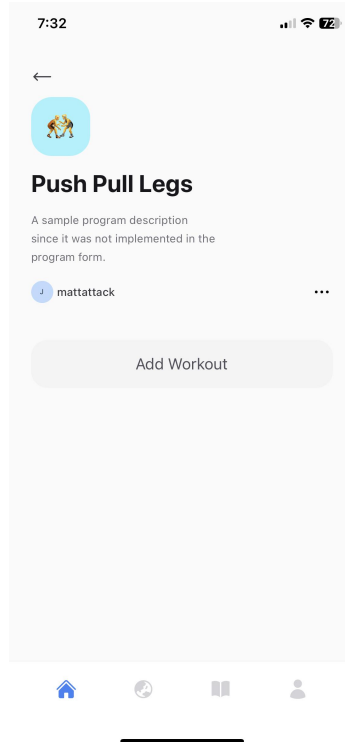 7:32
72
Push Pull Legs
A sample program description
since it was not implemented in the
program form.
J
mattattack
Add Workout